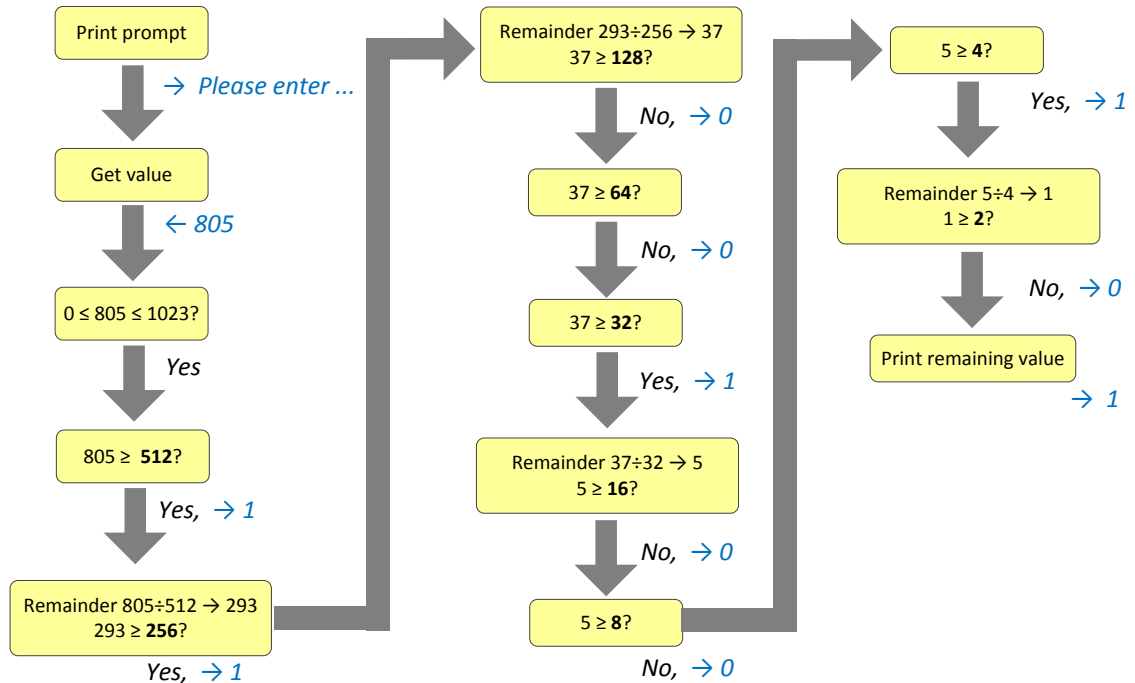 Print prompt
→ Please enter ...
Get value
← 805
0 ≤ 805 ≤ 1023?
Yes
805 ≥ 512?
Yes, → 1
Remainder 805÷512 → 293
293 ≥ 256?
Yes, → 1
Remainder 293÷256 → 37
37 ≥ 128?
No, → 0
37 ≥ 64?
No, → 0
37 ≥ 32?
Yes, → 1
Remainder 37÷32 → 5
5 ≥ 16?
No, → 0
5 ≥ 8?
No, → 0
5 ≥ 4?
Yes, → 1
Remainder 5÷4 → 1
1 ≥ 2?
No, → 0
Print remaining value
→ 1